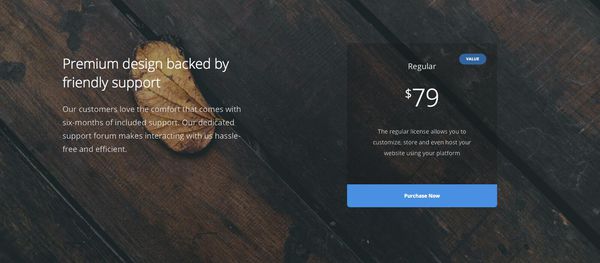 Premium design backed by
friendly support
Our customers love the comfort that comes with
six-months of included support. Our dedicated
support forum makes interacting with us hassle-
free and efficient.
VALUE
Regular
$79
The regular license allows you to
customize, store and even host your
website using your platform
Purchase Now